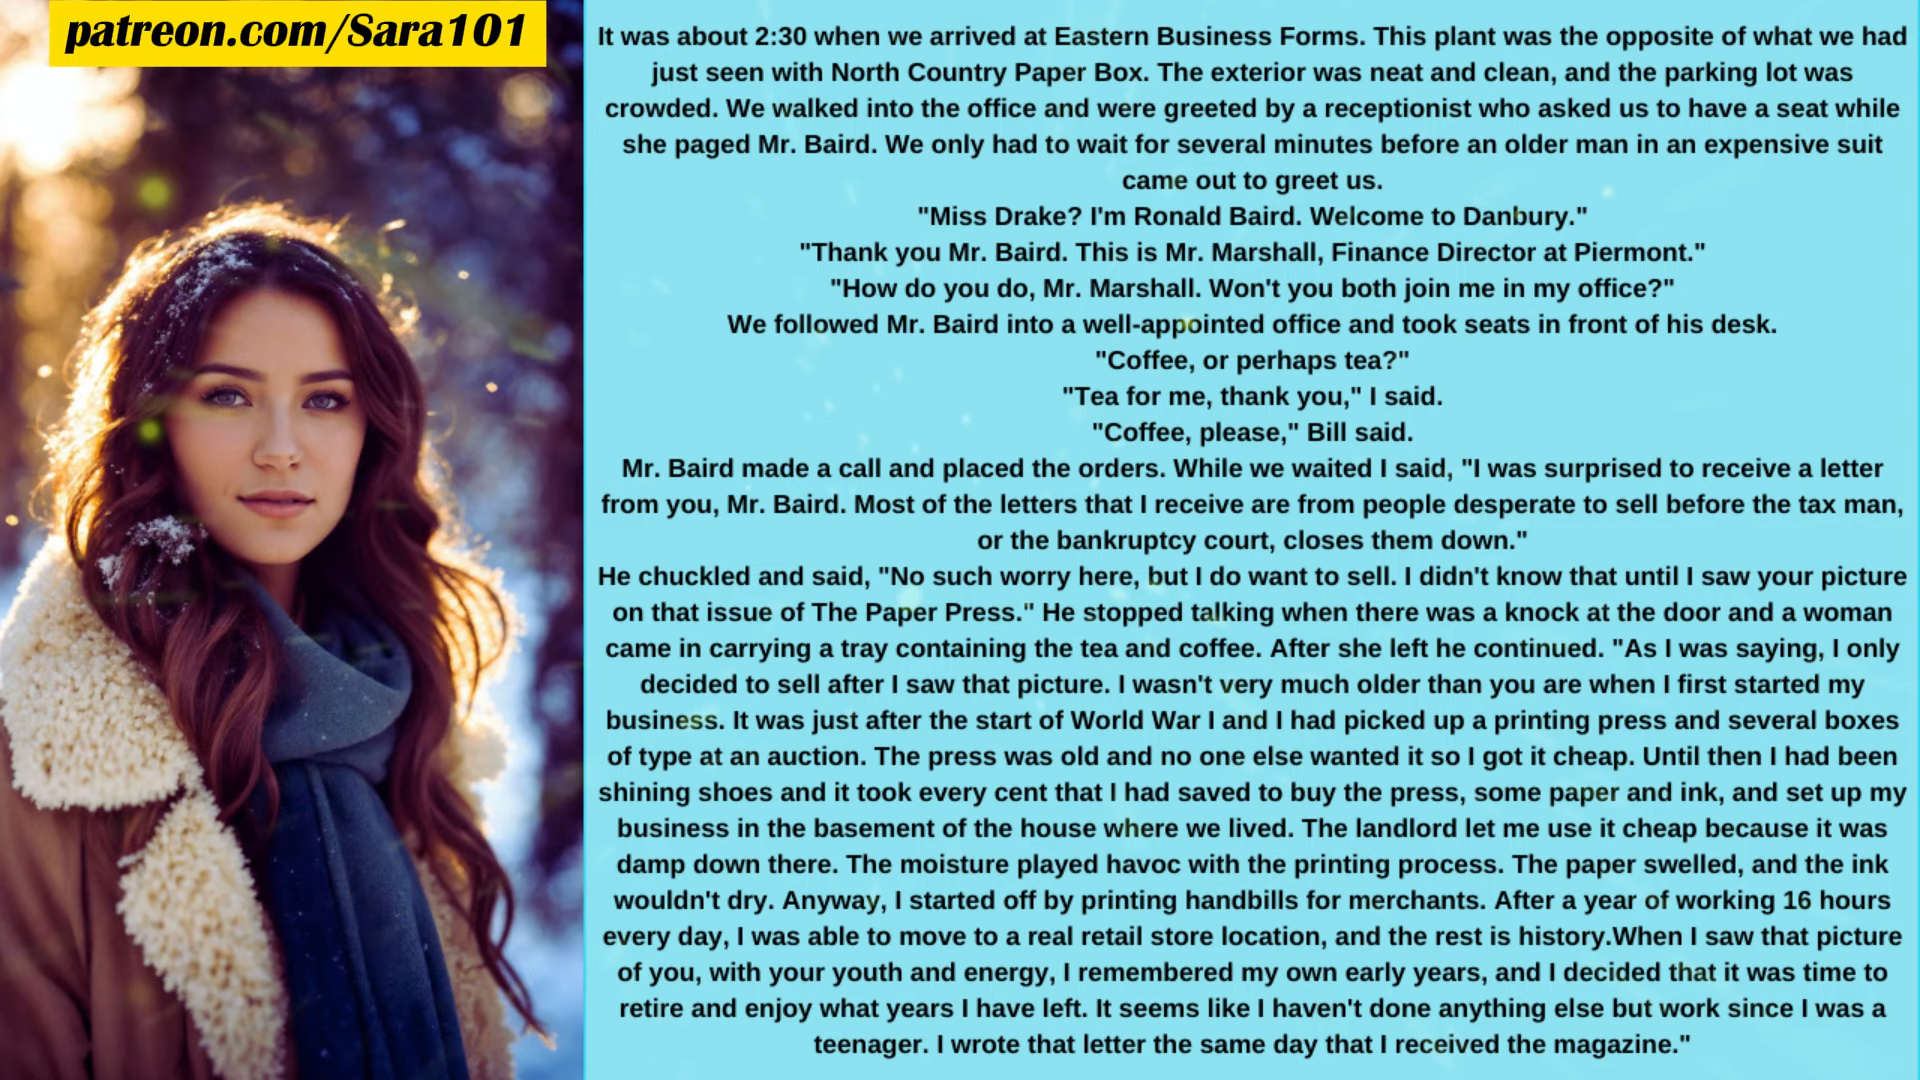 patreon.com/Sara101
It was about 2:30 when we arrived at Eastern Business Forms. This plant was the opposite of what we had
just seen with North Country Paper Box. The exterior was neat and clean, and the parking lot was
crowded. We walked into the office and were greeted by a receptionist who asked us to have a seat while
she paged Mr. Baird. We only had to wait for several minutes before an older man in an expensive suit
came out to greet us.
"Miss Drake? I'm Ronald Baird. Welcome to Danbury."
"Thank you Mr. Baird. This is Mr. Marshall, Finance Director at Piermont."
"How do you do, Mr. Marshall. Won't you both join me in my office?"
We followed Mr. Baird into a well-appointed office and took seats in front of his desk.
"Coffee, or perhaps tea?"
"Tea for me, thank you," I said.
"Coffee, please," Bill said.
Mr. Baird made a call and placed the orders. While we waited I said, "I was surprised to receive a letter
from you, Mr. Baird. Most of the letters that I receive are from people desperate to sell before the tax man,
or the bankruptcy court, closes them down."
He chuckled and said, "No such worry here, but I do want to sell. I didn't know that until I saw your picture
on that issue of The Paper Press." He stopped talking when there was a knock at the door and a woman
came in carrying a tray containing the tea and coffee. After she left he continued. "As I was saying, I only
decided to sell after I saw that picture. I wasn't very much older than you are when I first started my
business. It was just after the start of World War I and I had picked up a printing press and several boxes
of type at an auction. The press was old and no one else wanted it so I got it cheap. Until then I had been
shining shoes and it took every cent that I had saved to buy the press, some paper and ink, and set up my
business in the basement of the house where we lived. The landlord let me use it cheap because it was
damp down there. The moisture played havoc with the printing process. The paper swelled, and the ink
wouldn't dry. Anyway, I started off by printing handbills for merchants. After a year of working 16 hours
every day, I was able to move to a real retail store location, and the rest is history.When I saw that picture
of you, with your youth and energy, I remembered my own early years, and I decided that it was time to
retire and enjoy what years I have left. It seems like I haven't done anything else but work since I was a
teenager. I wrote that letter the same day that I received the magazine."